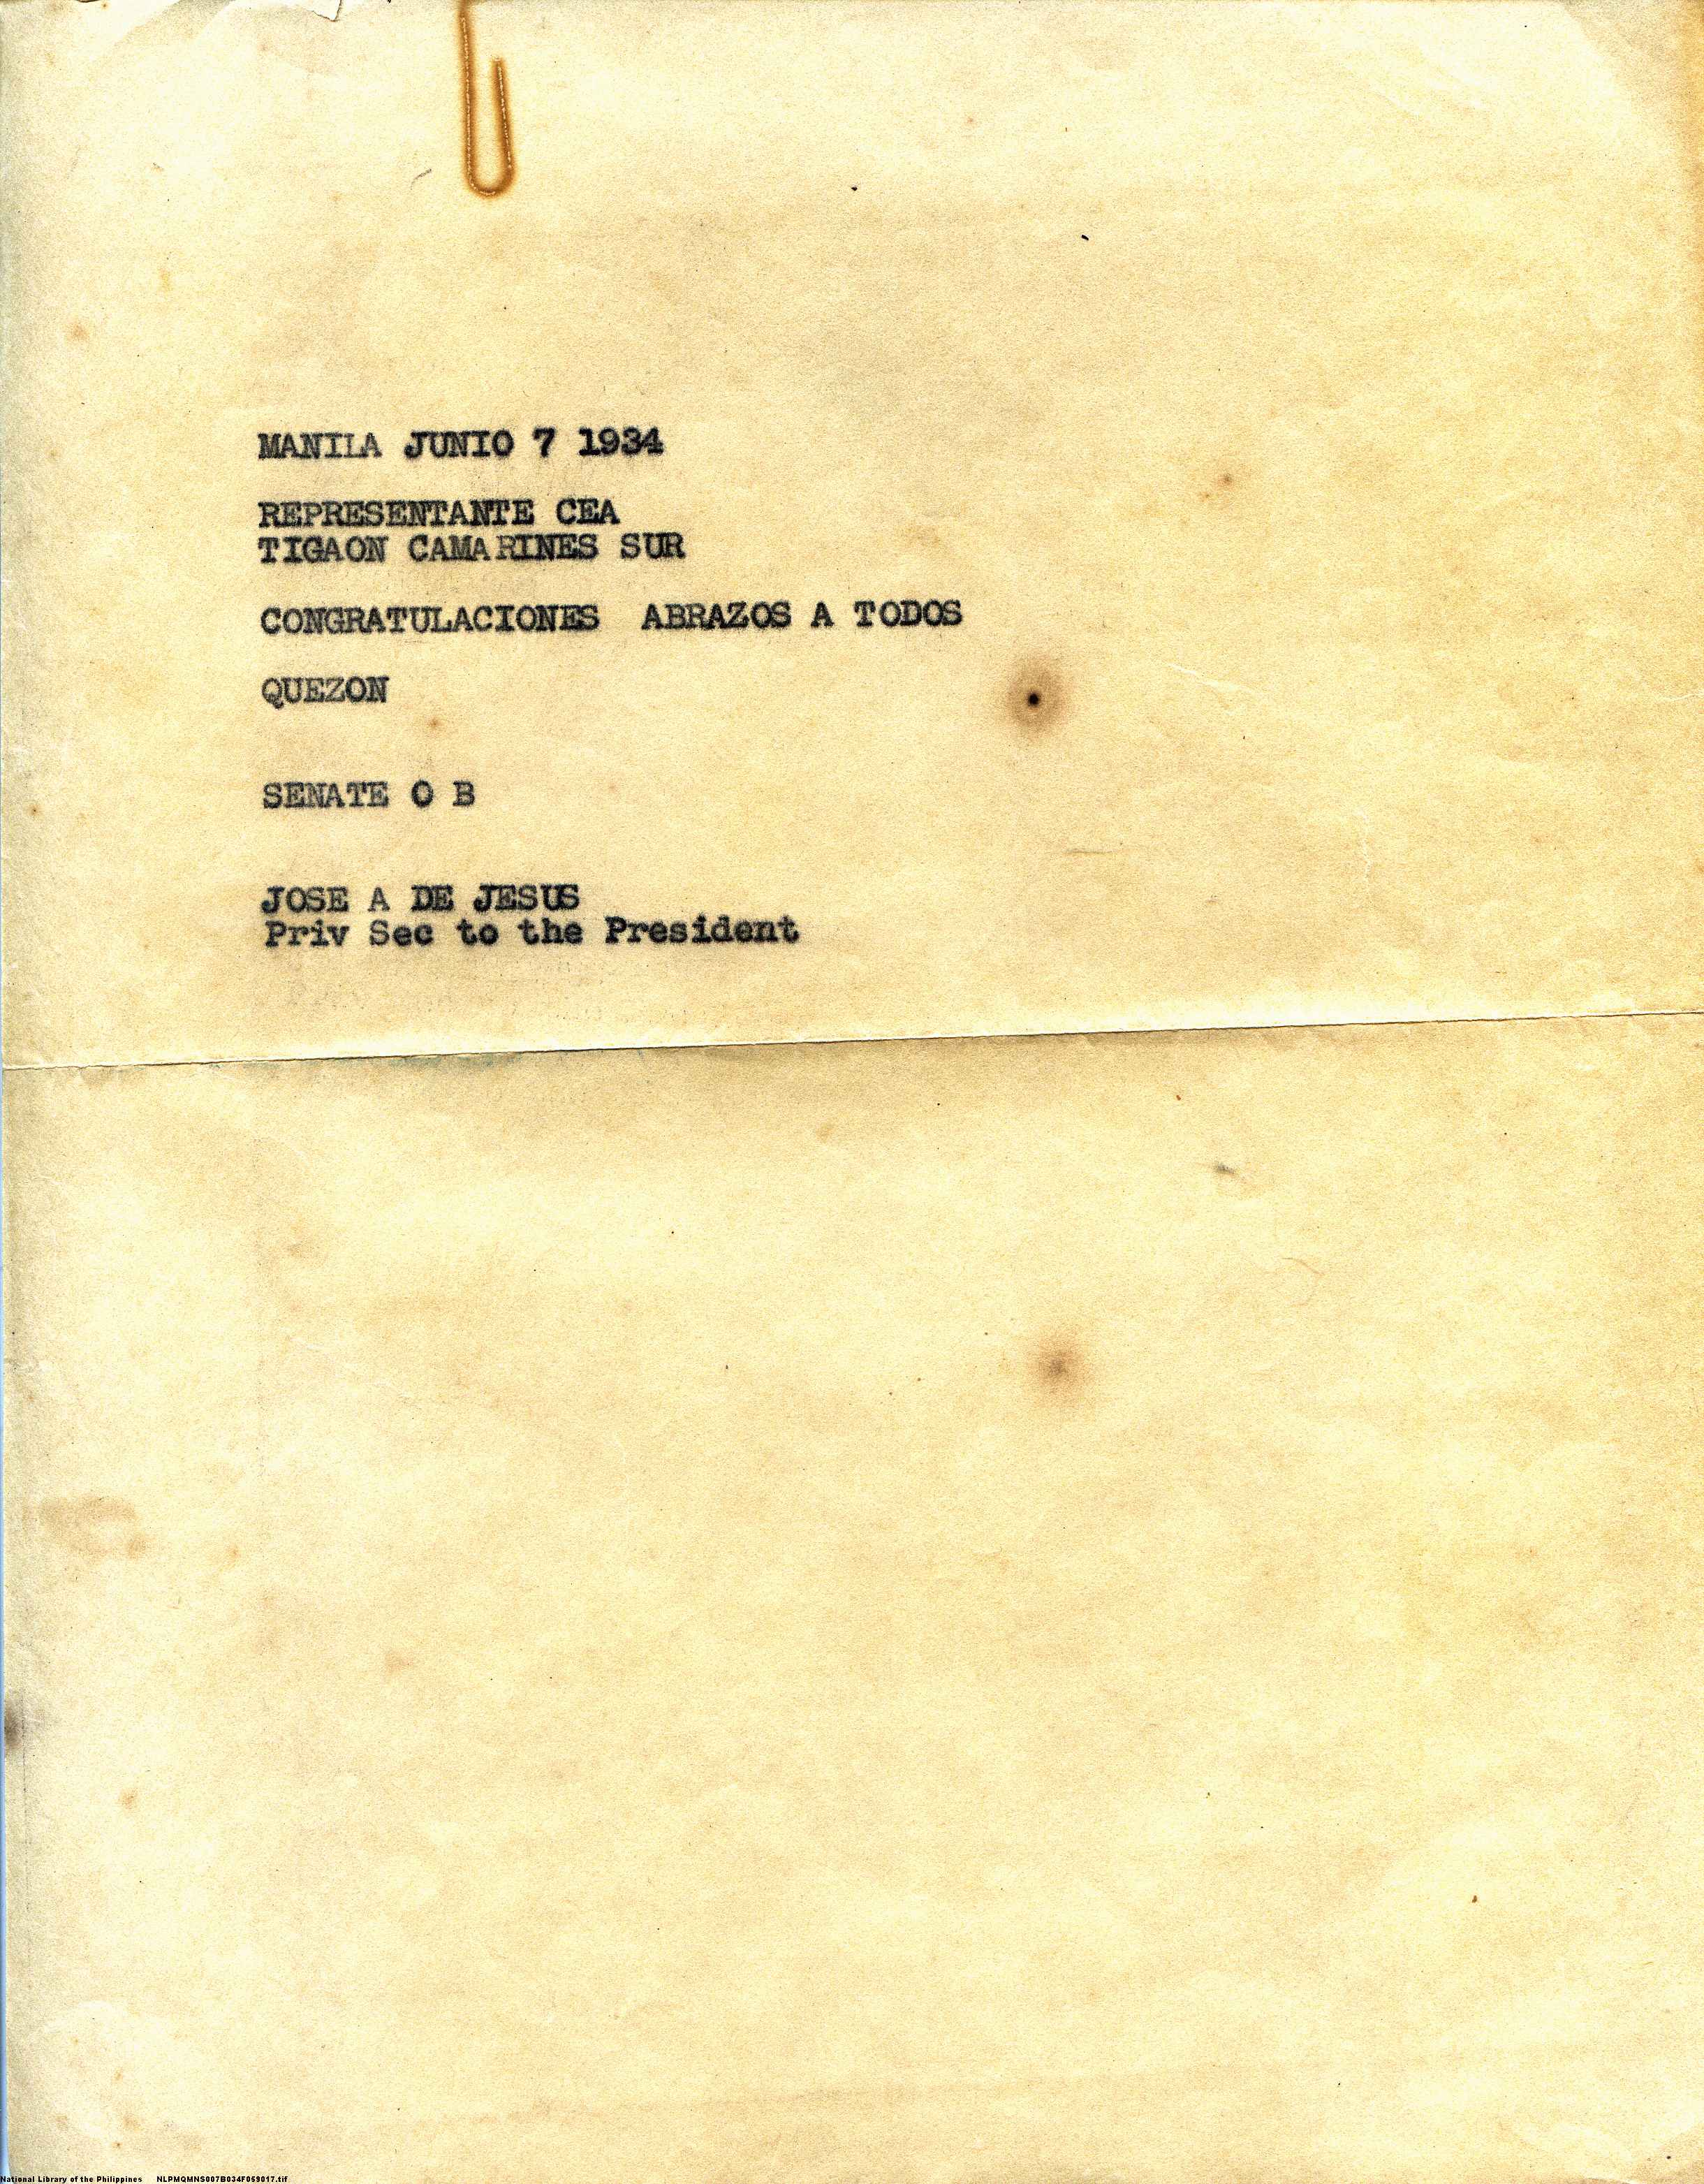 MANILA JUNIO 7 1934
REPRESENTANTE CEA
TIGAON CAMARINES SUR
CONGRATULACIONES ABRAZOS A TODOS
QUEZON
SENATE O B
JOSE A DE JESUS
Priv Sec to the President
National Library of the Philippines NLPMQMNS007B034F059017.tif